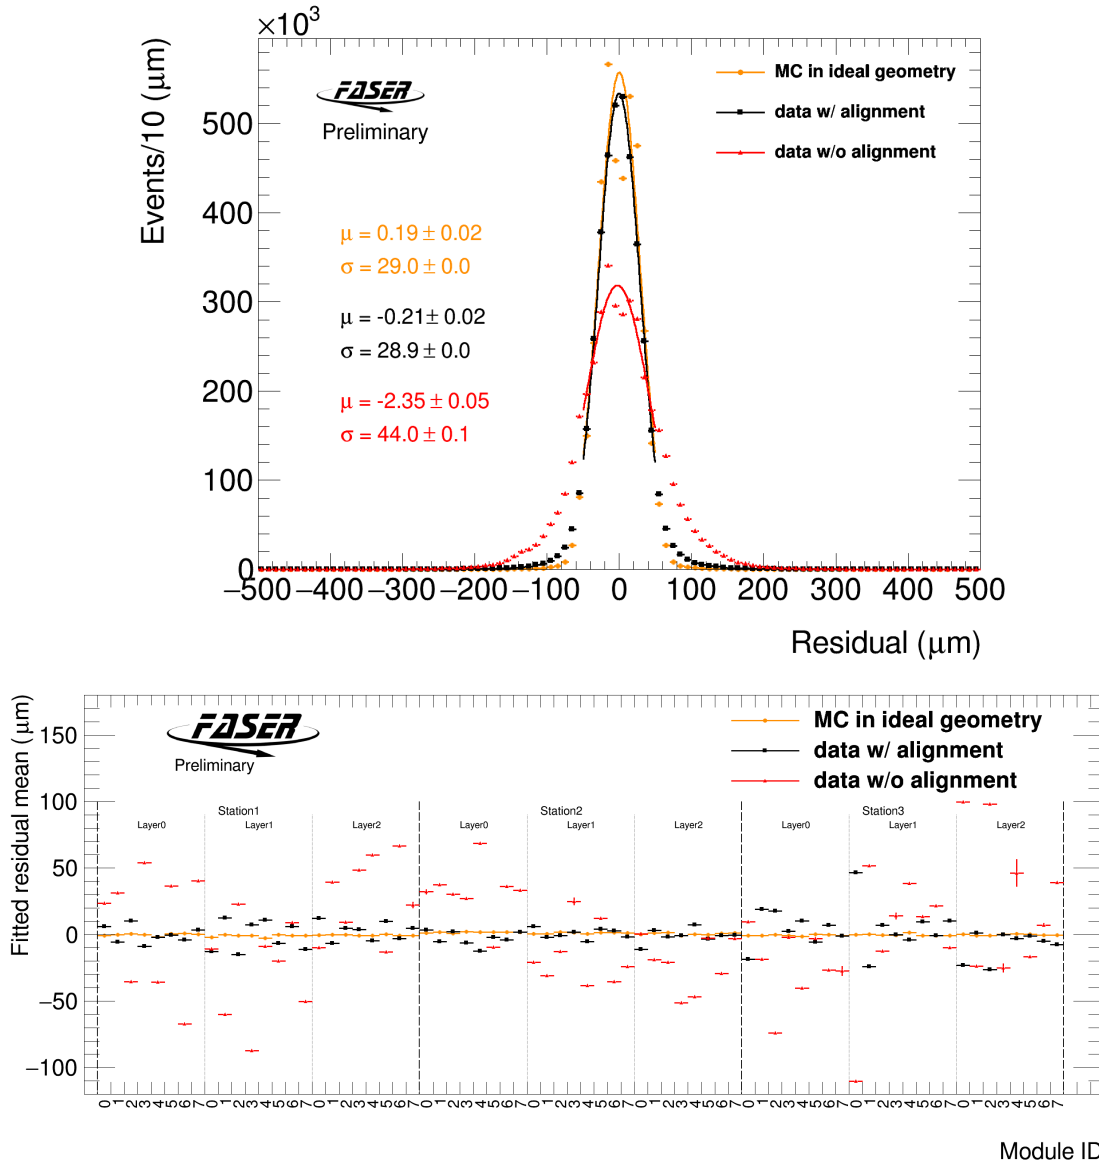 ×10³
Events/10 (μm)
FASER
Preliminary
MC in ideal geometry
data w/ alignment
data w/o alignment
μ = 0.19 ± 0.02
σ = 29.0 ± 0.0
μ = -0.21 ± 0.02
σ = 28.9 ± 0.0
μ = -2.35 ± 0.05
σ = 44.0 ± 0.1
500
400
300
200
100
0
−500 −400 −300 −200 −100 0 100 200 300 400 500
Residual (μm)
Fitted residual mean (μm)
FASER
Preliminary
MC in ideal geometry
data w/ alignment
data w/o alignment
150
100
50
0
−50
−100
Station1 Station2 Station3
Layer0 Layer1 Layer2 Layer0 Layer1 Layer2 Layer0 Layer1 Layer2
0 1 2 3 4 5 6 7 0 1 2 3 4 5 6 7 0 1 2 3 4 5 6 7 0 1 2 3 4 5 6 7 0 1 2 3 4 5 6 7 0 1 2 3 4 5 6 7 0 1 2 3 4 5 6 7 0 1 2 3 4 5 6 7 0 1 2 3 4 5 6 7
Module ID